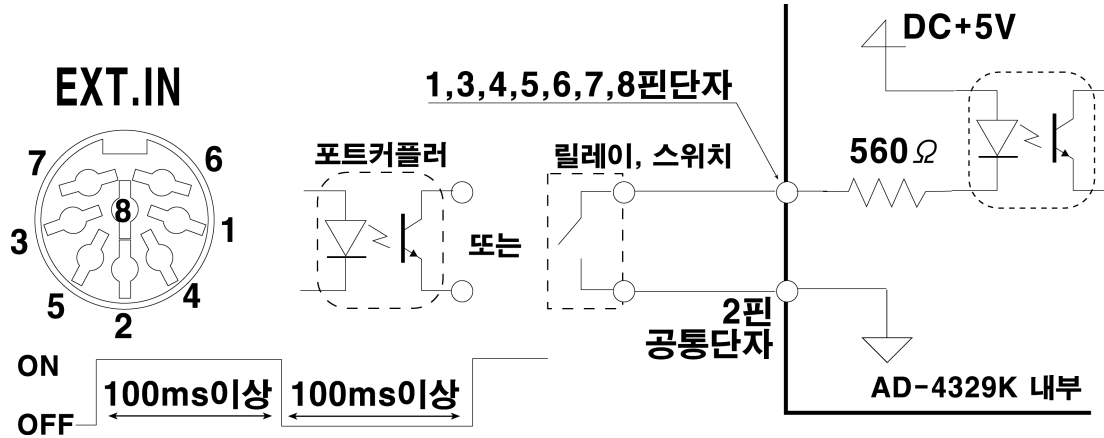 DC+5V
EXT.IN
1,3,4,5,6,7,8핀단자
7
6
포트커플러
릴레이, 스위치
560Ω
8
3
1
또는
5
4
2
2핀
공통단자
ON
100ms이상
100ms이상
OFF
AD-4329K 내부